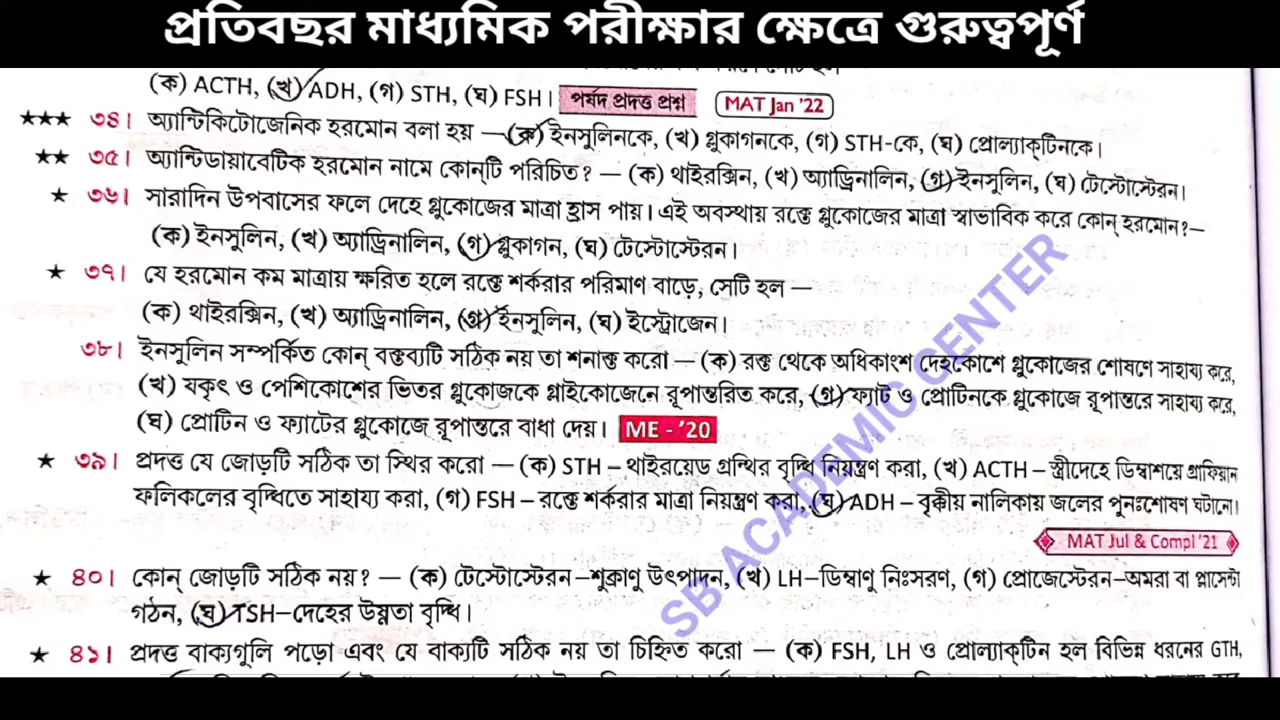 প্রতিবছর মাধ্যমিক পরীক্ষার ক্ষেত্রে গুরুত্বপূর্ণ
(ক) ACTH, (খ) ADH, (গ) STH, (ঘ) FSH। পর্ষদ প্রদত্ত প্রশ্ন MAT Jan '22
★★★ ৩৪। অ্যান্টিকিটোজেনিক হরমোন বলা হয় — (ক) ইনসুলিনকে, (খ) গ্লুকাগনকে, (গ) STH-কে, (ঘ) প্রোল্যাক্‌টিনকে।
★★ ৩৫। অ্যান্টিডায়াবেটিক হরমোন নামে কোন্‌টি পরিচিত? — (ক) থাইরক্সিন, (খ) অ্যাড্রিনালিন, (গ) ইনসুলিন, (ঘ) টেস্টোস্টেরন।
★ ৩৬। সারাদিন উপবাসের ফলে দেহে গ্লুকোজের মাত্রা হ্রাস পায়। এই অবস্থায় রক্তে গ্লুকোজের মাত্রা স্বাভাবিক করে কোন্ হরমোন?—
(ক) ইনসুলিন, (খ) অ্যাড্রিনালিন, (গ) গ্লুকাগন, (ঘ) টেস্টোস্টেরন।
★ ৩৭। যে হরমোন কম মাত্রায় ক্ষরিত হলে রক্তে শর্করার পরিমাণ বাড়ে, সেটি হল —
(ক) থাইরক্সিন, (খ) অ্যাড্রিনালিন, (গ) ইনসুলিন, (ঘ) ইস্ট্রোজেন।
৩৮। ইনসুলিন সম্পর্কিত কোন্ বক্তব্যটি সঠিক নয় তা শনাক্ত করো — (ক) রক্ত থেকে অধিকাংশ দেহকোশে গ্লুকোজের শোষণে সাহায্য করে,
(খ) যকৃৎ ও পেশিকোশের ভিতর গ্লুকোজকে গ্লাইকোজেনে রূপান্তরিত করে, (গ) ফ্যাট ও প্রোটিনকে গ্লুকোজে রূপান্তরে সাহায্য করে,
(ঘ) প্রোটিন ও ফ্যাটের গ্লুকোজে রূপান্তরে বাধা দেয়। ME - '20
★ ৩৯। প্রদত্ত যে জোড়টি সঠিক তা স্থির করো — (ক) STH – থাইরয়েড গ্রন্থির বৃদ্ধি নিয়ন্ত্রণ করা, (খ) ACTH – স্ত্রীদেহে ডিম্বাশয়ে গ্রাফিয়ান
ফলিকলের বৃদ্ধিতে সাহায্য করা, (গ) FSH – রক্তে শর্করার মাত্রা নিয়ন্ত্রণ করা, (ঘ) ADH – বৃক্কীয় নালিকায় জলের পুনঃশোষণ ঘটানো।
MAT Jul & Compl '21
★ ৪০। কোন্ জোড়টি সঠিক নয়? — (ক) টেস্টোস্টেরন–শুক্রাণু উৎপাদন, (খ) LH–ডিম্বাণু নিঃসরণ, (গ) প্রোজেস্টেরন–অমরা বা প্লাসেন্টা
গঠন, (ঘ) TSH–দেহের উষ্ণতা বৃদ্ধি।
★ ৪১। প্রদত্ত বাক্যগুলি পড়ো এবং যে বাক্যটি সঠিক নয় তা চিহ্নিত করো — (ক) FSH, LH ও প্রোল্যাক্‌টিন হল বিভিন্ন ধরনের GTH,
SB ACADEMIC CENTER